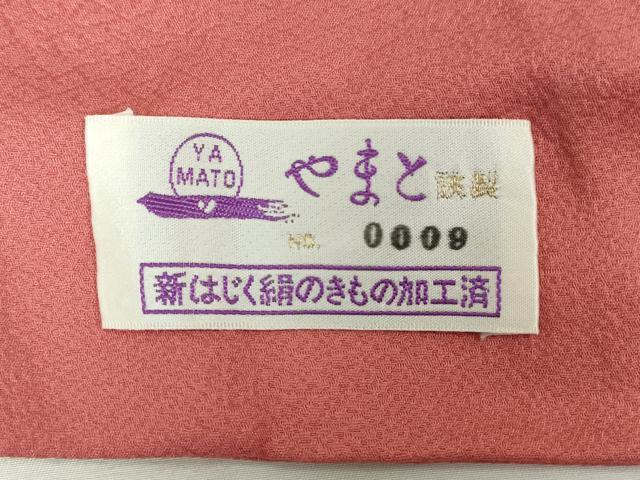 YA
MATO
やまと 謹製
NO. 0009
新はじく絹のきもの加工済